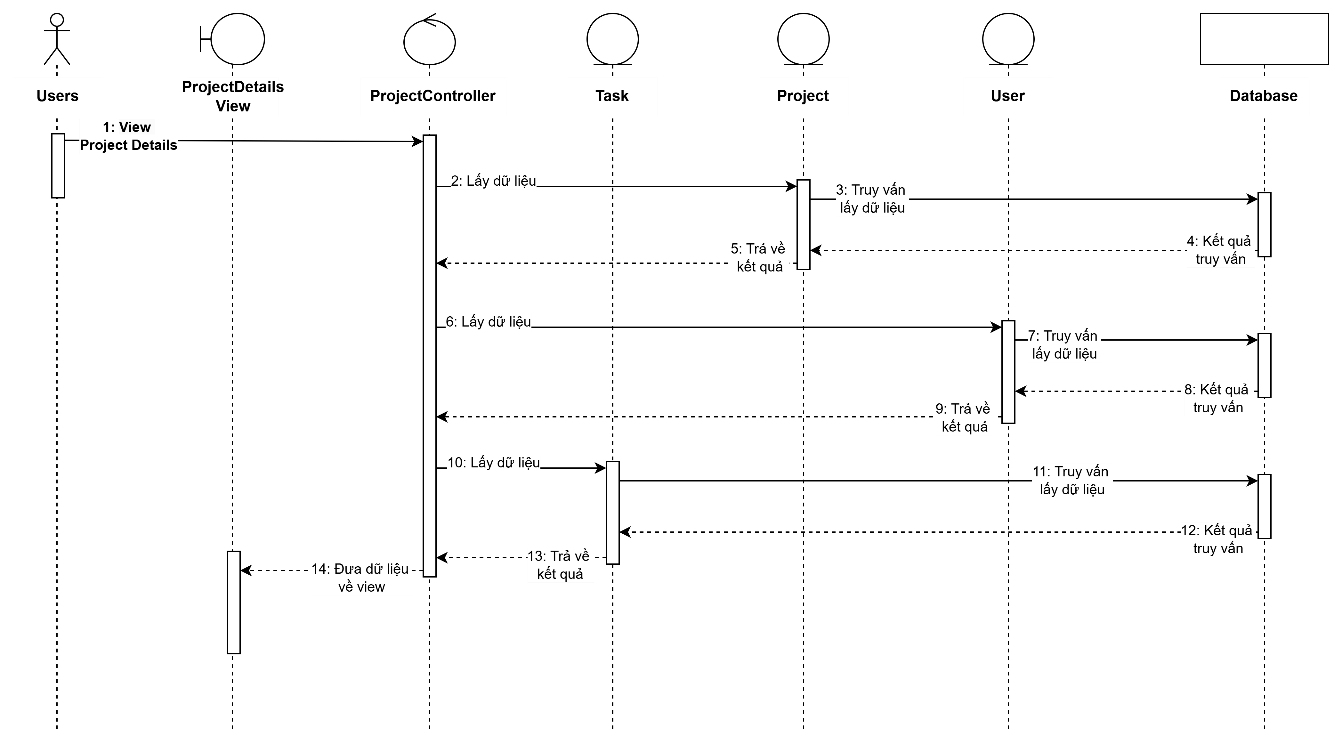 Users
ProjectDetails
View
ProjectController
Task
Project
User
Database
1: View
Project Details
2: Lấy dữ liệu
3: Truy vấn
lấy dữ liệu
4: Kết quả
truy vấn
5: Trả về
kết quả
6: Lấy dữ liệu
7: Truy vấn
lấy dữ liệu
8: Kết quả
truy vấn
9: Trả về
kết quả
10: Lấy dữ liệu
11: Truy vấn
lấy dữ liệu
12: Kết quả
truy vấn
13: Trả về
kết quả
14: Đưa dữ liệu
về view